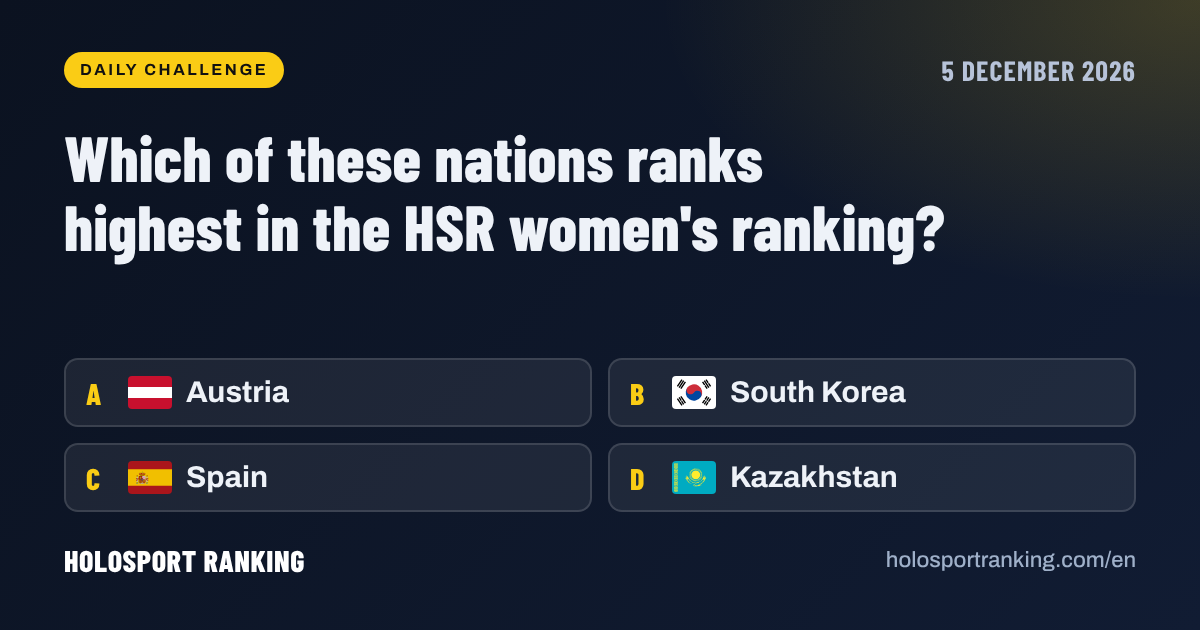 DAILY CHALLENGE
5 DECEMBER 2026
Which of these nations ranks
highest in the HSR women's ranking?
A Austria
B South Korea
C Spain
D Kazakhstan
HOLOSPORT RANKING
holosportranking.com/en